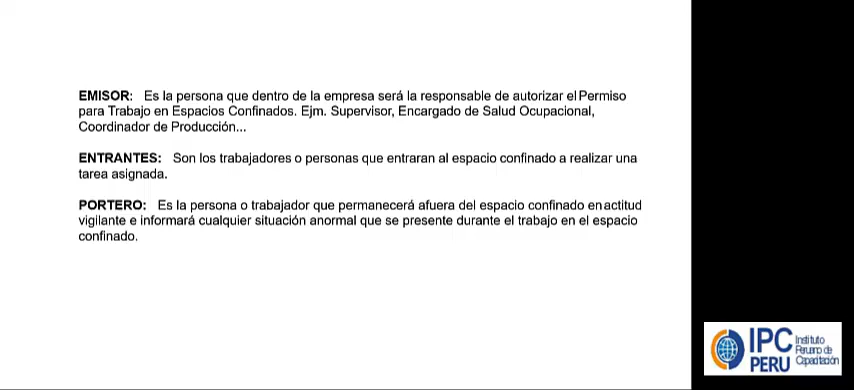 EMISOR: Es la persona que dentro de la empresa será la responsable de autorizar el Permiso
para Trabajo en Espacios Confinados. Ejm. Supervisor, Encargado de Salud Ocupacional,
Coordinador de Producción...
ENTRANTES: Son los trabajadores o personas que entraran al espacio confinado a realizar una
tarea asignada.
PORTERO: Es la persona o trabajador que permanecerá afuera del espacio confinado en actitud
vigilante e informará cualquier situación anormal que se presente durante el trabajo en el espacio
confinado.
IPC
PERU
Instituto
Peruano de
Capacitación